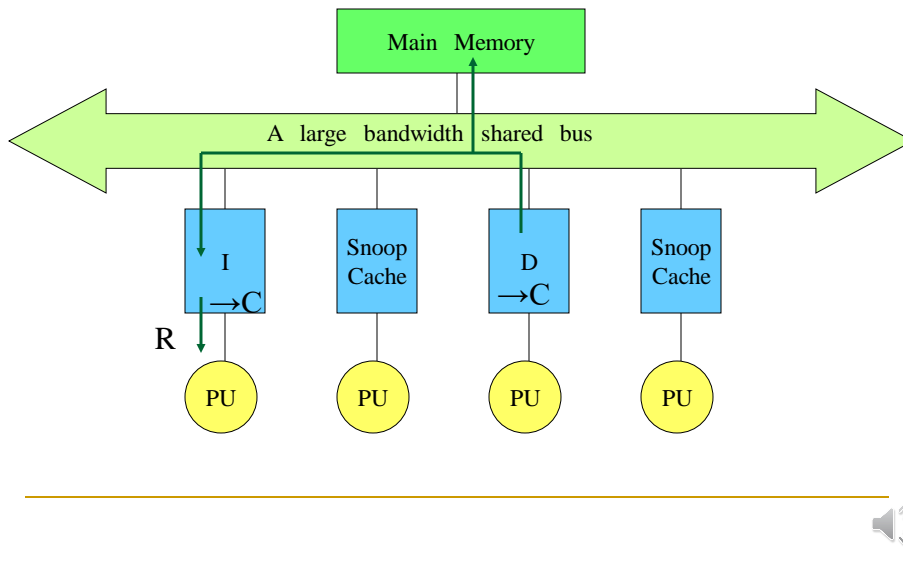 Main Memory
A large bandwidth shared bus
I
→C
Snoop
Cache
D
→C
Snoop
Cache
R
PU
PU
PU
PU